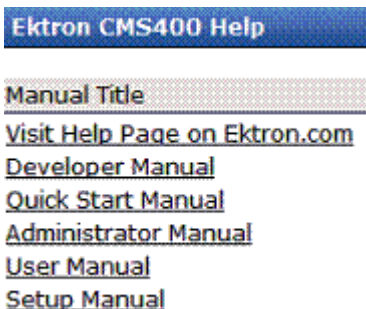 Ektron CMS400 Help
Manual Title
Visit Help Page on Ektron.com
Developer Manual
Quick Start Manual
Administrator Manual
User Manual
Setup Manual